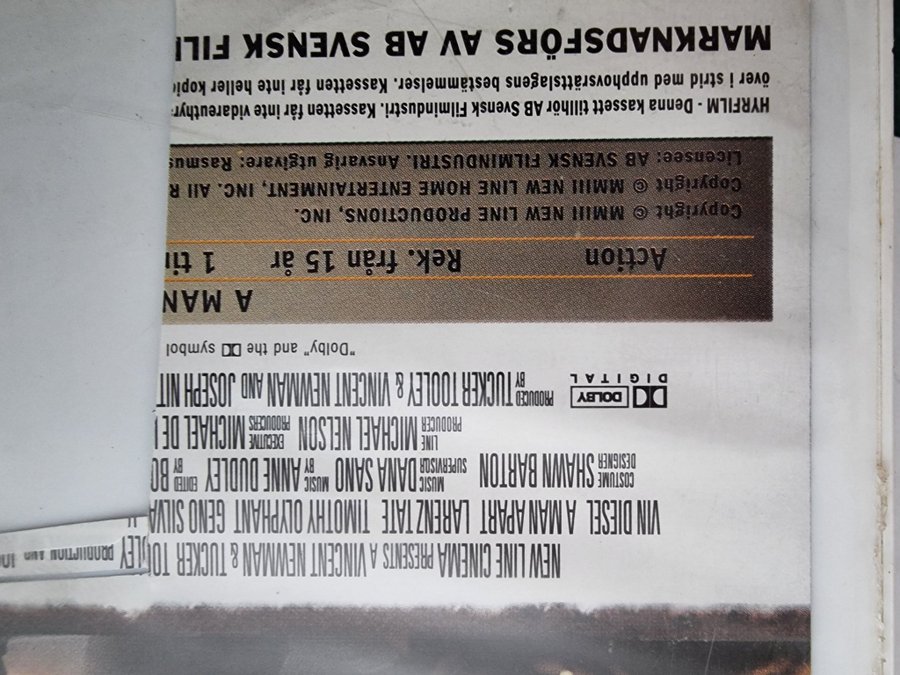 NEW LINE CINEMA PRESENTS A VINCENT NEWMAN & TUCKER
VIN DIESEL A MAN APART LARENZ TATE TIMOTHY OLYPHANT GENO SILVA
COSTUME DESIGNER SHAWN BARTON MUSIC SUPERVISOR DANA SANO MUSIC BY ANNE DUDLEY EDITED BY BO
LINE PRODUCER MICHAEL NELSON EXECUTIVE PRODUCERS MICHAEL DE
PRODUCED BY TUCKER TOOLEY & VINCENT NEWMAN AND JOSEPH NIT
DOLBY
DIGITAL
"Dolby" and the symbol
A MAN
Action Rek. från 15 år 1 tim
Copyright © MMIII NEW LINE PRODUCTIONS, INC.
Copyright © MMIII NEW LINE HOME ENTERTAINMENT, INC. All R
Licensee: AB SVENSK FILMINDUSTRI. Ansvarig utgivare: Rasmus
HYRFILM - Denna kassett tillhör AB Svensk Filmindustri. Kassetten får inte vidareuthyr
över i strid med upphovsrättslagens bestämmelser. Kassetten får inte heller kopie
MARKNADSFÖRS AV AB SVENSK FIL
LEY PRODUCTION AND